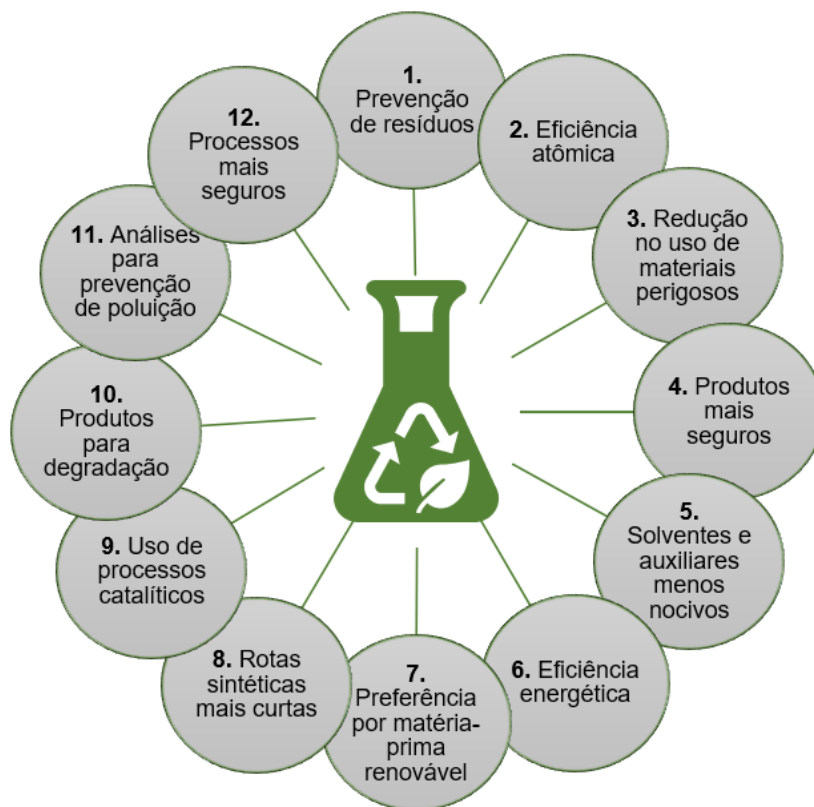 1.
Prevenção
de resíduos
2. Eficiência
atômica
3. Redução
no uso de
materiais
perigosos
4. Produtos
mais
seguros
5.
Solventes e
auxiliares
menos
nocivos
6. Eficiência
energética
7.
Preferência
por matéria-
prima
renovável
8. Rotas
sintéticas
mais curtas
9. Uso de
processos
catalíticos
10.
Produtos
para
degradação
11. Análises
para
prevenção
de poluição
12.
Processos
mais
seguros